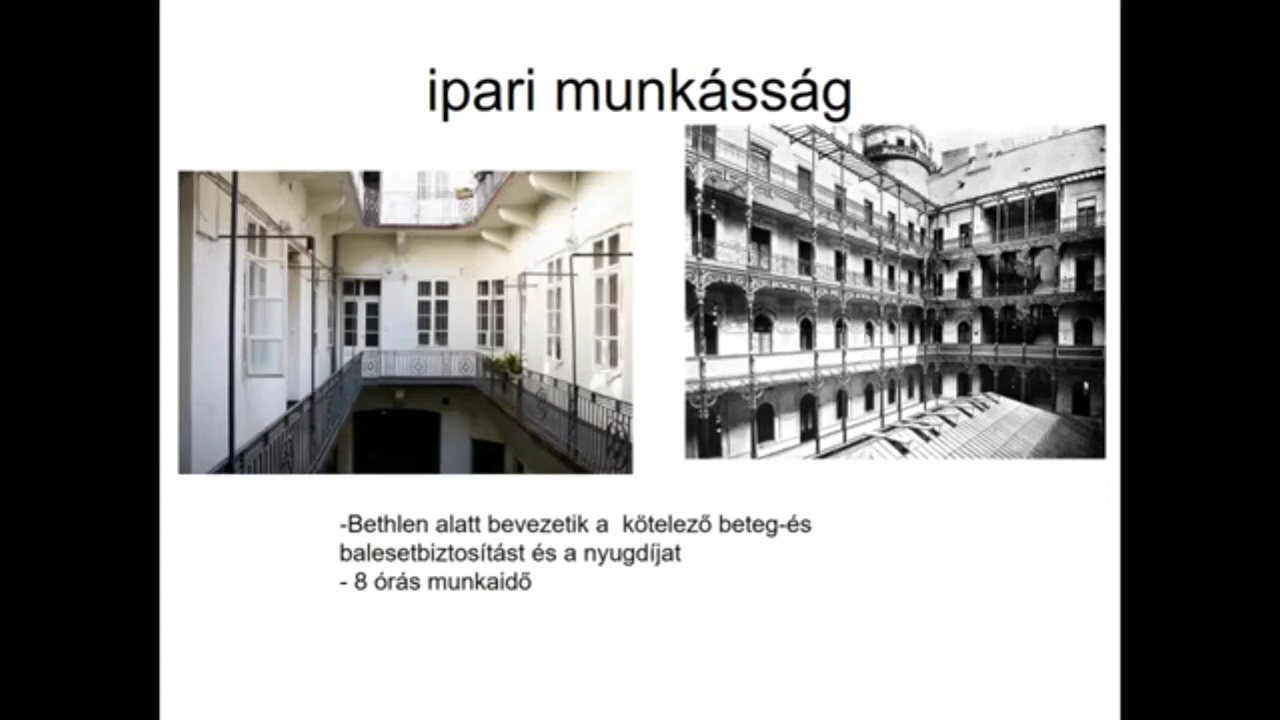 ipari munkásság
-Bethlen alatt bevezetik a  kötelező beteg-és
balesetbiztosítást és a nyugdíjat
- 8 órás munkaidő